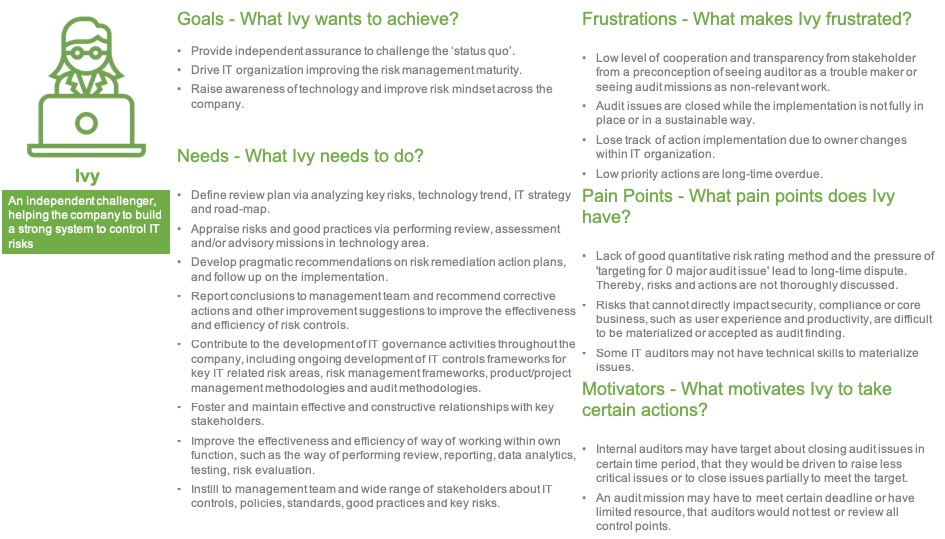 Ivy
An independent challenger,
helping the company to build
a strong system to control IT
risks
Goals - What Ivy wants to achieve?
• Provide independent assurance to challenge the ‘status quo’.
• Drive IT organization improving the risk management maturity.
• Raise awareness of technology and improve risk mindset across the
company.
Needs - What Ivy needs to do?
• Define review plan via analyzing key risks, technology trend, IT strategy
and road-map.
• Appraise risks and good practices via performing review, assessment
and/or advisory missions in technology area.
• Develop pragmatic recommendations on risk remediation action plans,
and follow up on the implementation.
• Report conclusions to management team and recommend corrective
actions and other improvement suggestions to improve the effectiveness
and efficiency of risk controls.
• Contribute to the development of IT governance activities throughout the
company, including ongoing development of IT controls frameworks for
key IT related risk areas, risk management frameworks, product/project
management methodologies and audit methodologies.
• Foster and maintain effective and constructive relationships with key
stakeholders.
• Improve the effectiveness and efficiency of way of working within own
function, such as the way of performing review, reporting, data analytics,
testing, risk evaluation.
• Instill to management team and wide range of stakeholders about IT
controls, policies, standards, good practices and key risks.
Frustrations - What makes Ivy frustrated?
• Low level of cooperation and transparency from stakeholder
from a preconception of seeing auditor as a trouble maker or
seeing audit missions as non-relevant work.
• Audit issues are closed while the implementation is not fully in
place or in a sustainable way.
• Lose track of action implementation due to owner changes
within IT organization.
• Low priority actions are long-time overdue.
Pain Points - What pain points does Ivy
have?
• Lack of good quantitative risk rating method and the pressure of
'targeting for 0 major audit issue' lead to long-time dispute.
Thereby, risks and actions are not thoroughly discussed.
• Risks that cannot directly impact security, compliance or core
business, such as user experience and productivity, are difficult
to be materialized or accepted as audit finding.
• Some IT auditors may not have technical skills to materialize
issues.
Motivators - What motivates Ivy to take
certain actions?
• Internal auditors may have target about closing audit issues in
certain time period, that they would be driven to raise less
critical issues or to close issues partially to meet the target.
• An audit mission may have to meet certain deadline or have
limited resource, that auditors would not test or review all
control points.